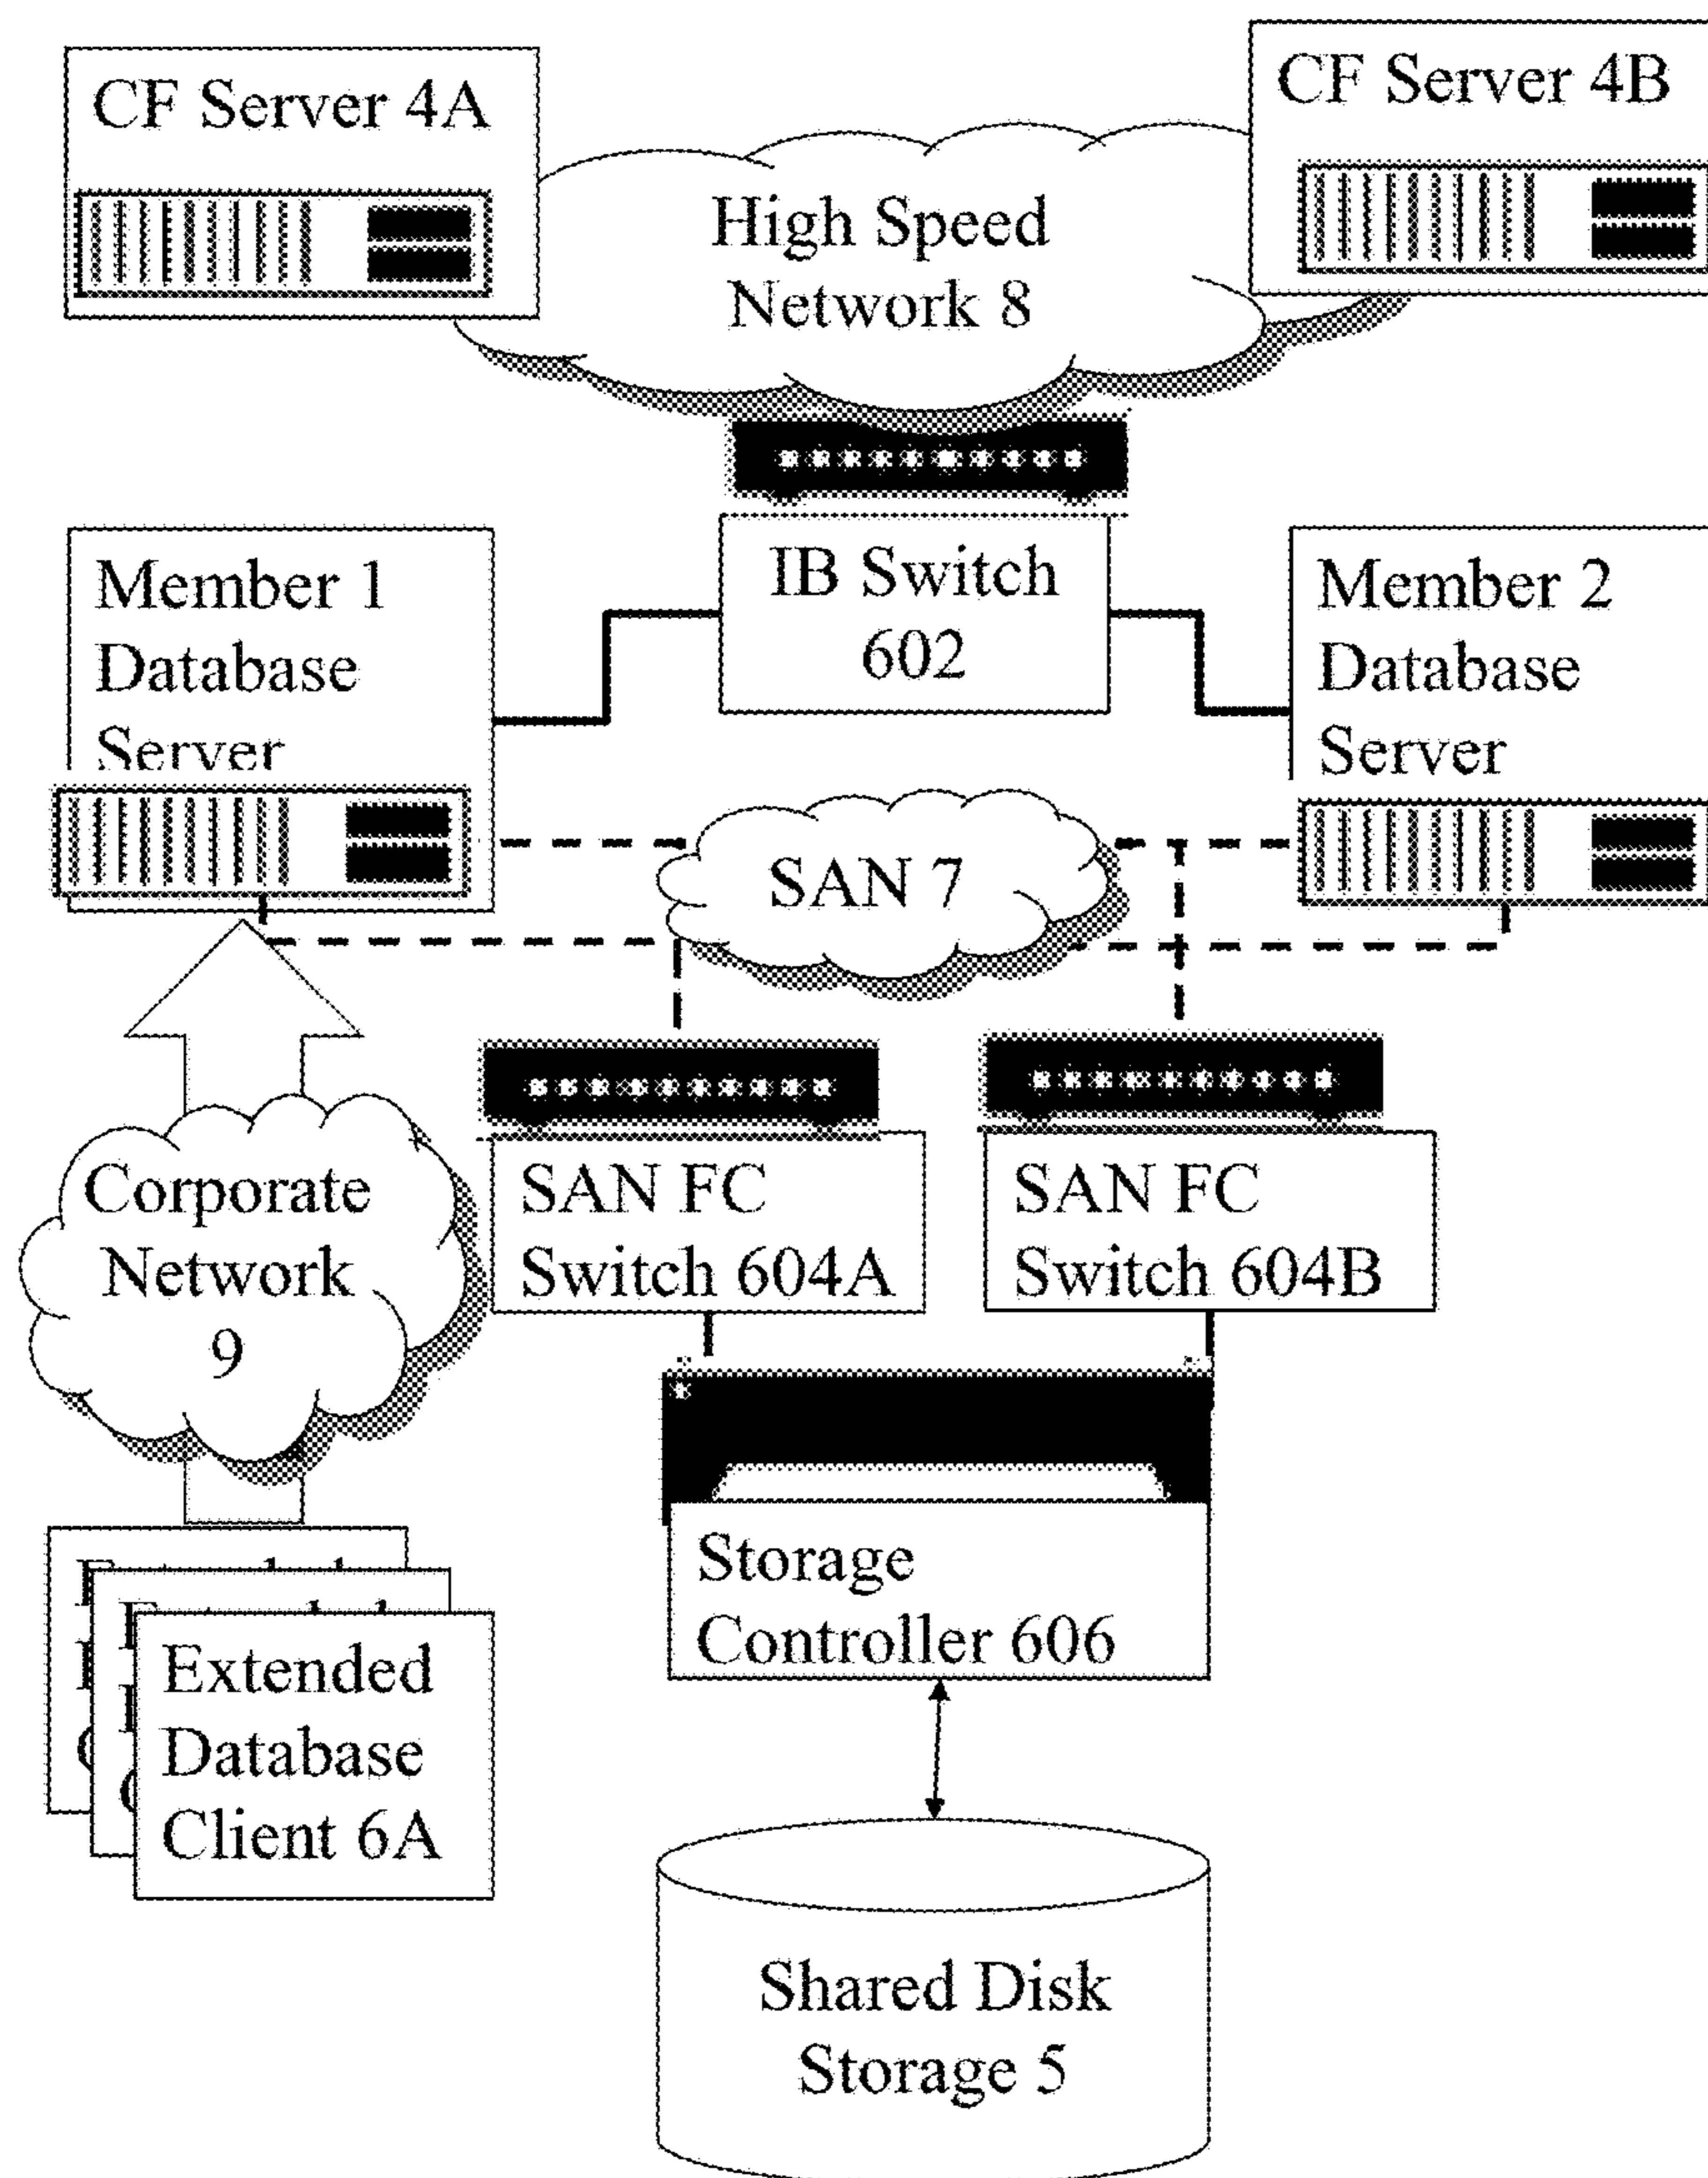 CF Server 4A
CF Server 4B
High Speed
Network 8
IB Switch
602
Member 1
Database
Server
Member 2
Database
Server
SAN 7
Corporate
Network
9
SAN FC
Switch 604A
SAN FC
Switch 604B
Storage
Controller 606
Extended
Database
Client 6A
Shared Disk
Storage 5